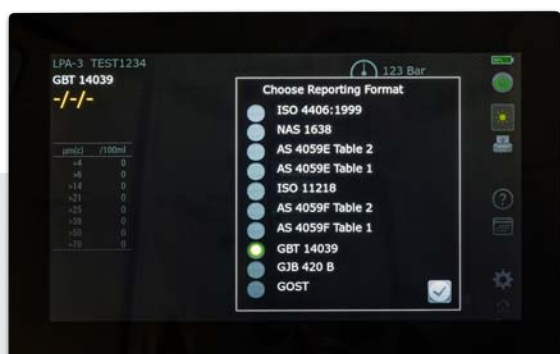 LPA-3 TEST1234
GBT 14039
-/-/-
123 Bar
µm(c) /100ml
>4 0
>6 0
>14 0
>21 0
>25 0
>38 0
>50 0
>70 0
Choose Reporting Format
ISO 4406:1999
NAS 1638
AS 4059E Table 2
AS 4059E Table 1
ISO 11218
AS 4059F Table 2
AS 4059F Table 1
GBT 14039
GJB 420 B
GOST
?